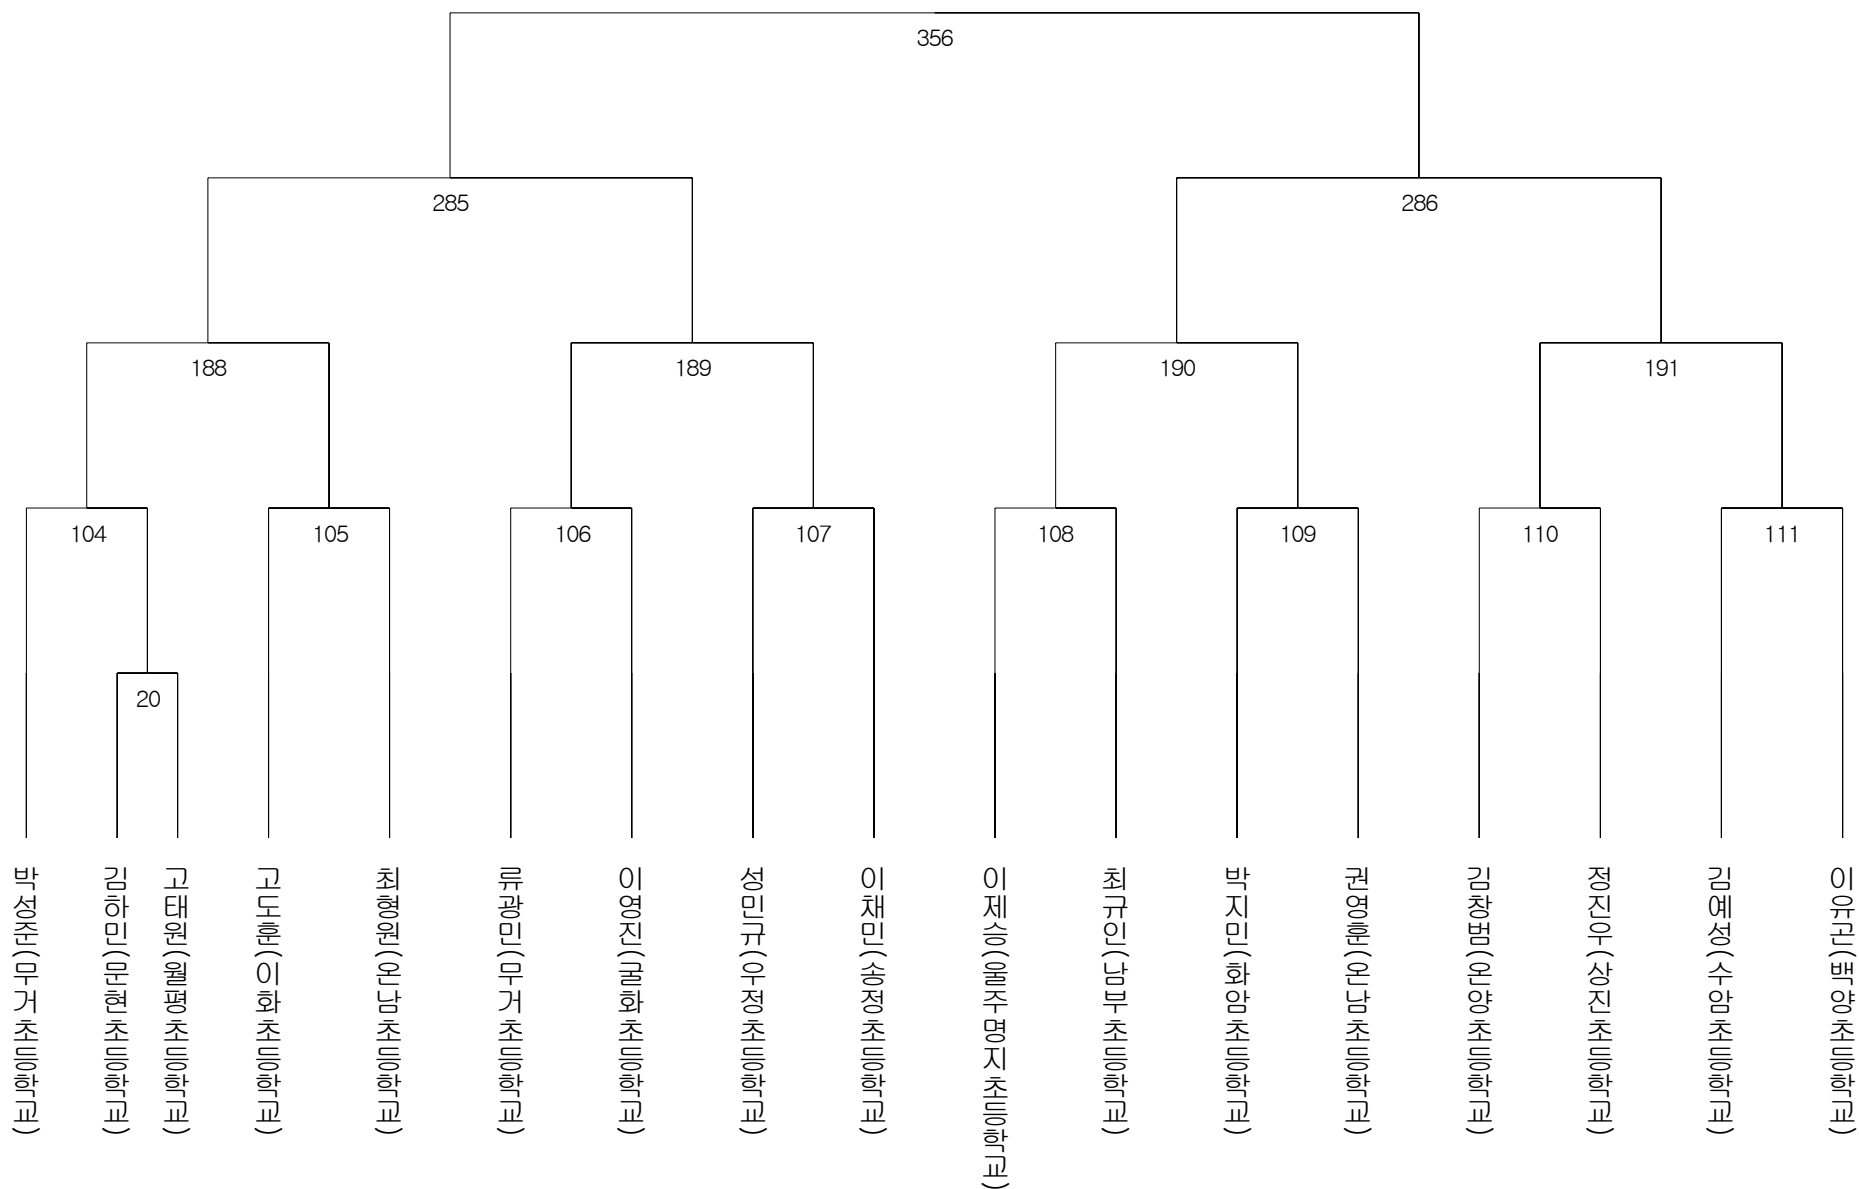 356
285
286
188
189
190
191
104
105
106
107
108
109
110
111
20
박성준(무거초등학교)
김하민(문현초등학교)
고태원(월평초등학교)
고도훈(이화초등학교)
최형원(온남초등학교)
류광민(무거초등학교)
이영진(굴화초등학교)
성민규(우정초등학교)
이채민(송정초등학교)
이제승(울주명지초등학교)
최규인(남부초등학교)
박지민(화암초등학교)
권영훈(온남초등학교)
김창범(온양초등학교)
정진우(상진초등학교)
김예성(수암초등학교)
이유곤(백양초등학교)